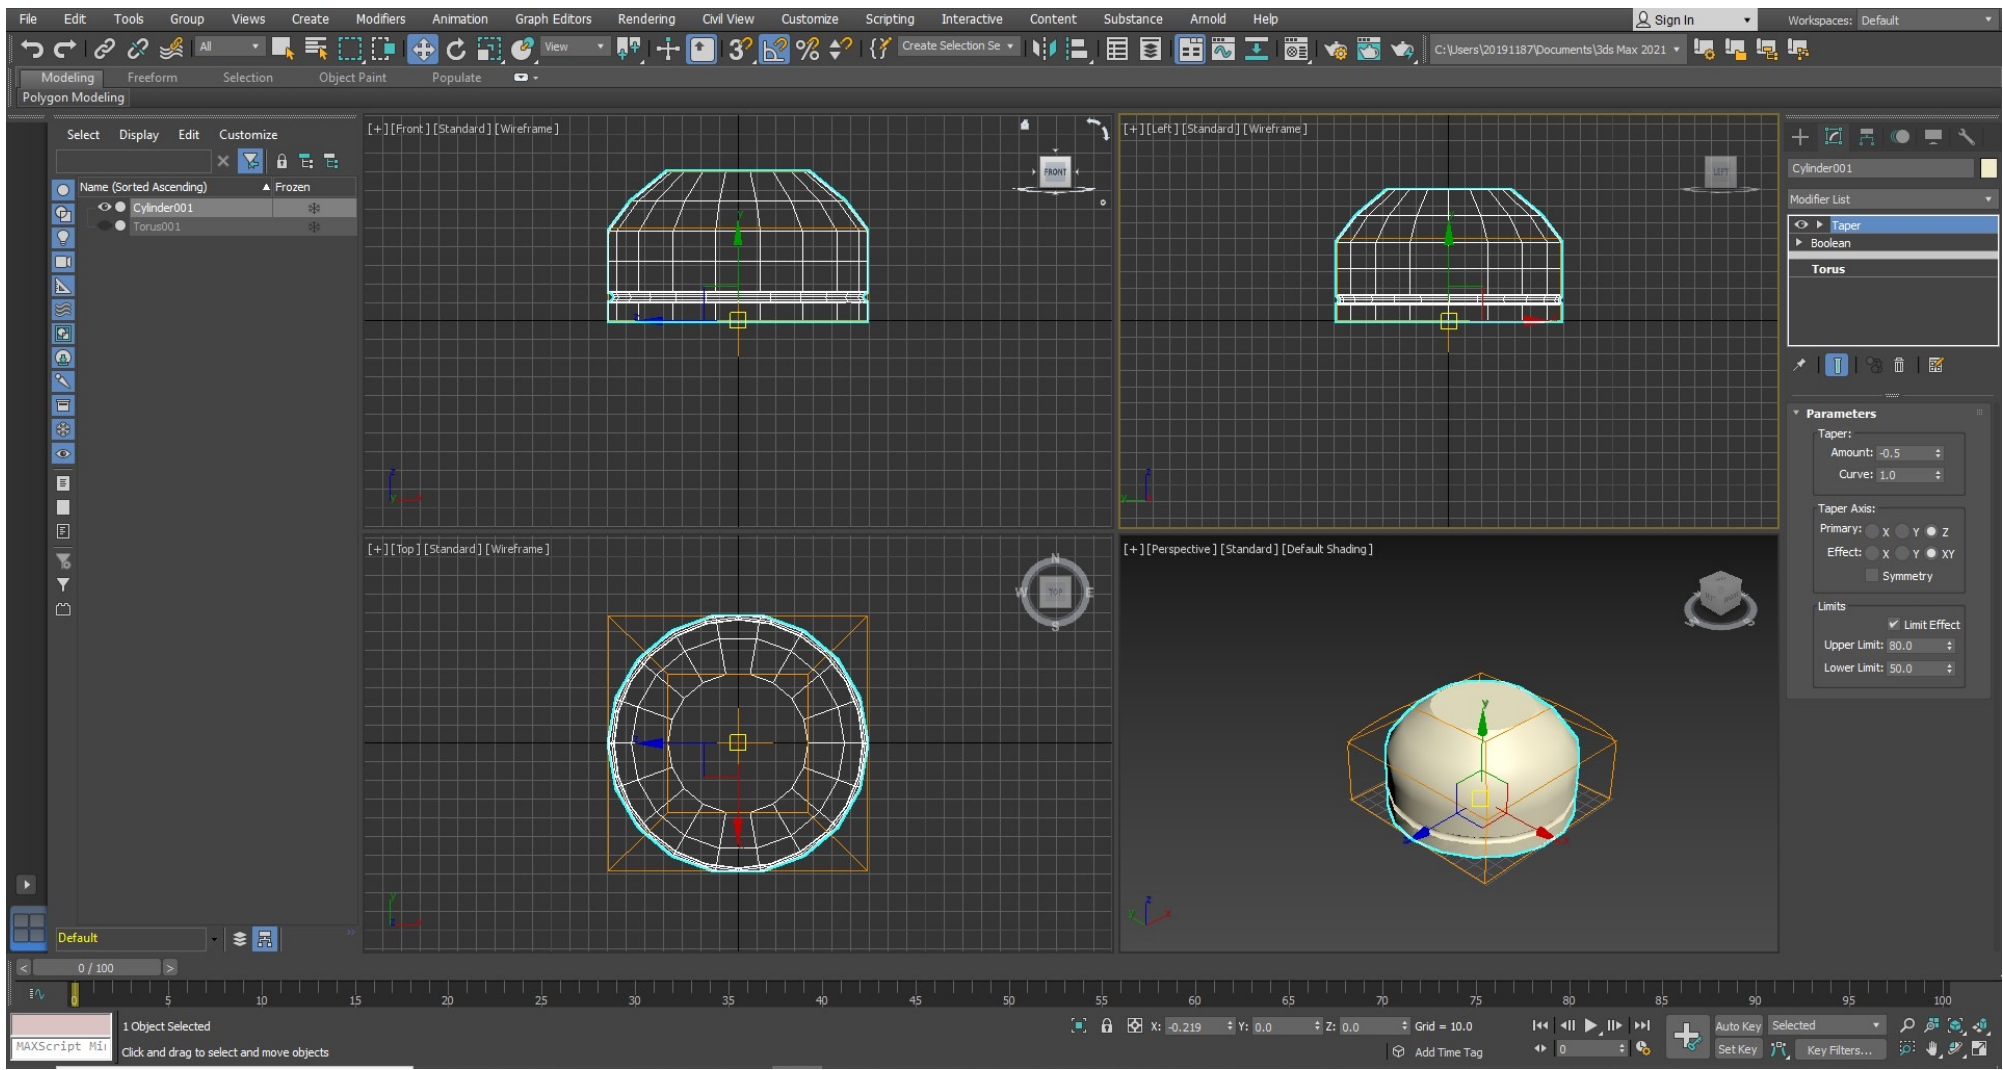 File Edit Tools Group Views Create Modifiers Animation Graph Editors Rendering Civil View Customize Scripting Interactive Content Substance Arnold Help Sign In Workspaces: Default
All View Create Selection Se C:\Users\20191187\Documents\3ds Max 2021
Modeling Freeform Selection Object Paint Populate
Polygon Modeling
Select Display Edit Customize
Name (Sorted Ascending) Frozen
Cylinder001
Torus001
Default
[+] [Front] [Standard] [Wireframe]
FRONT
y
z
y x
[+] [Left] [Standard] [Wireframe]
LEFT
z
y
[+] [Top] [Standard] [Wireframe]
N
W TOP E
S
y
x
[+] [Perspective] [Standard] [Default Shading]
y
z
y x
Cylinder001
Modifier List
Taper
Boolean
Torus
Parameters
Taper:
Amount: -0.5
Curve: 1.0
Taper Axis:
Primary: X Y Z
Effect: X Y XY
Symmetry
Limits
Limit Effect
Upper Limit: 80.0
Lower Limit: 50.0
< 0 / 100 >
0 5 10 15 20 25 30 35 40 45 50 55 60 65 70 75 80 85 90 95 100
1 Object Selected X: -0.219 Y: 0.0 Z: 0.0 Grid = 10.0 Auto Key Selected
MAXScript Mi Click and drag to select and move objects Add Time Tag 0 Set Key Key Filters...